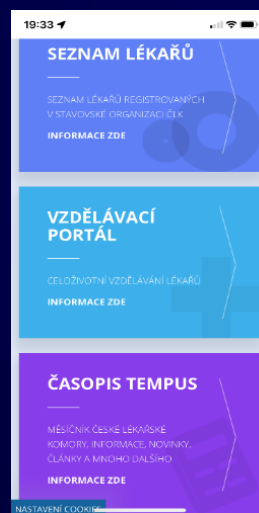 19:33
SEZNAM LÉKAŘŮ
SEZNAM LÉKAŘŮ REGISTROVANÝCH
V STAVOVSKÉ ORGANIZACI ČLK
INFORMACE ZDE
VZDĚLÁVACÍ
PORTÁL
CELOŽIVOTNÍ VZDĚLÁVÁNÍ LÉKAŘŮ
INFORMACE ZDE
ČASOPIS TEMPUS
MĚSÍČNÍK ČESKÉ LÉKAŘSKÉ
KOMORY, INFORMACE, NOVINKY,
ČLÁNKY A MNOHO DALŠÍHO
INFORMACE ZDE
NASTAVENÍ COOKIES